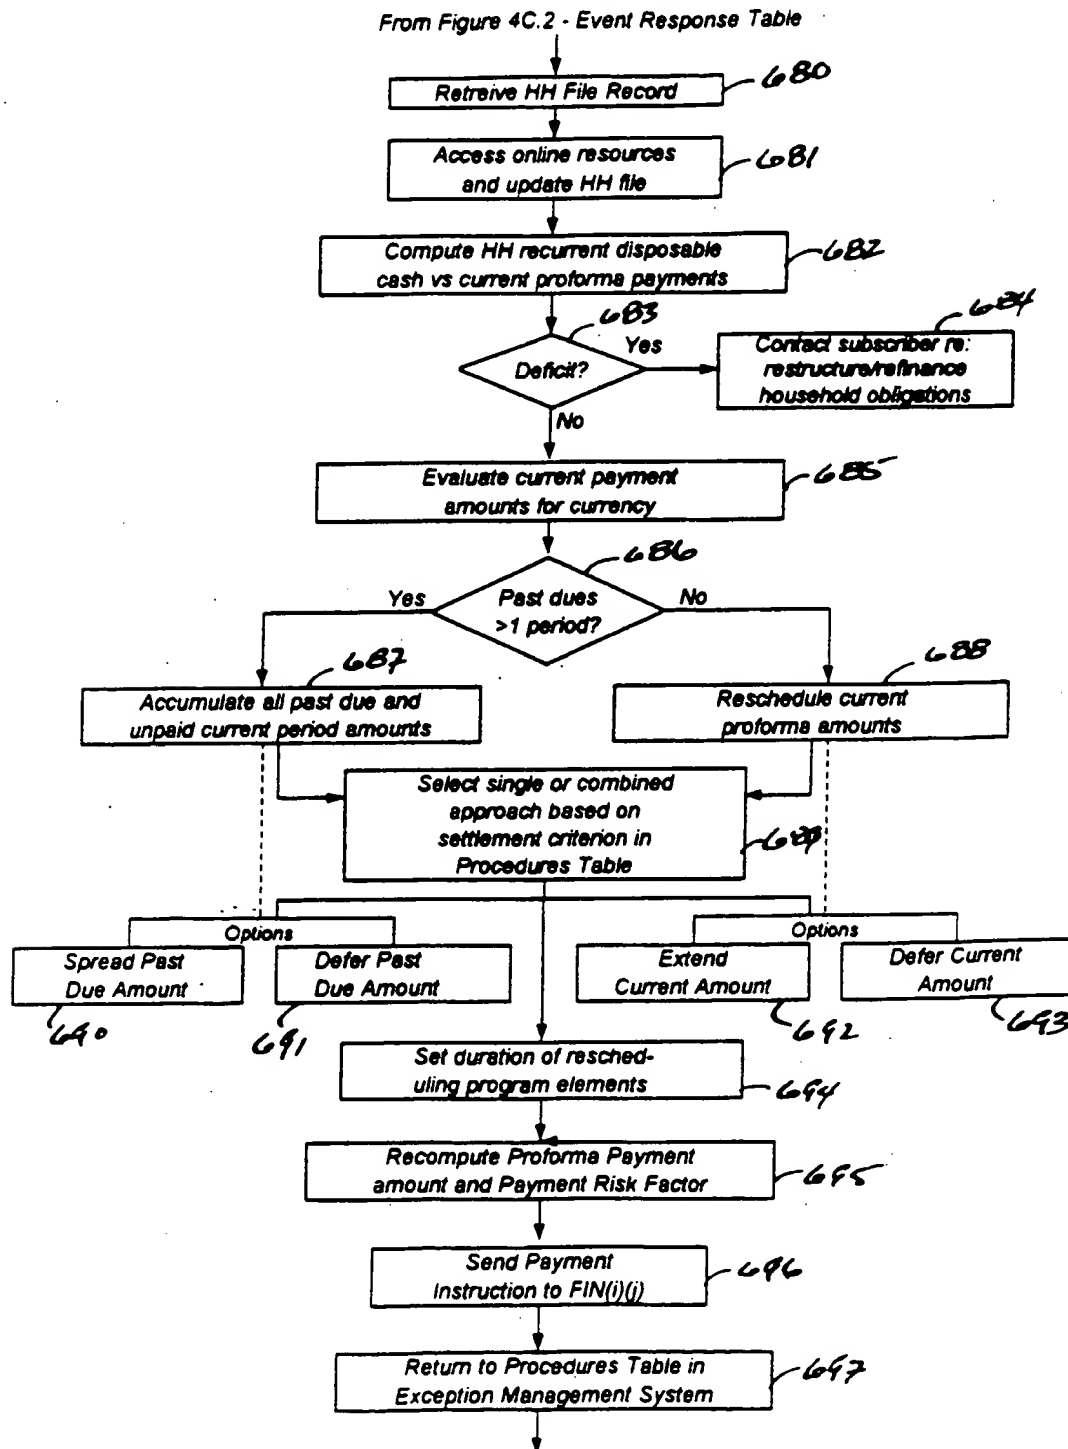 From Figure 4C.2 - Event Response Table
680
Retreive HH File Record
681
Access online resources
and update HH file
682
Compute HH recurrent disposable
cash vs current proforma payments
683
684
Deficit?
Yes
Contact subscriber re:
restructure/refinance
household obligations
No
685
Evaluate current payment
amounts for currency
686
Yes
Past dues
>1 period?
No
687
688
Accumulate all past due and
unpaid current period amounts
Reschedule current
proforma amounts
Select single or combined
approach based on
settlement criterion in
Procedures Table
689
Options
Options
Spread Past
Due Amount
Defer Past
Due Amount
Extend
Current Amount
Defer Current
Amount
690
691
692
693
Set duration of resched-
uling program elements
694
Recompute Proforma Payment
amount and Payment Risk Factor
695
Send Payment
Instruction to FIN(i)(j)
696
Return to Procedures Table in
Exception Management System
697